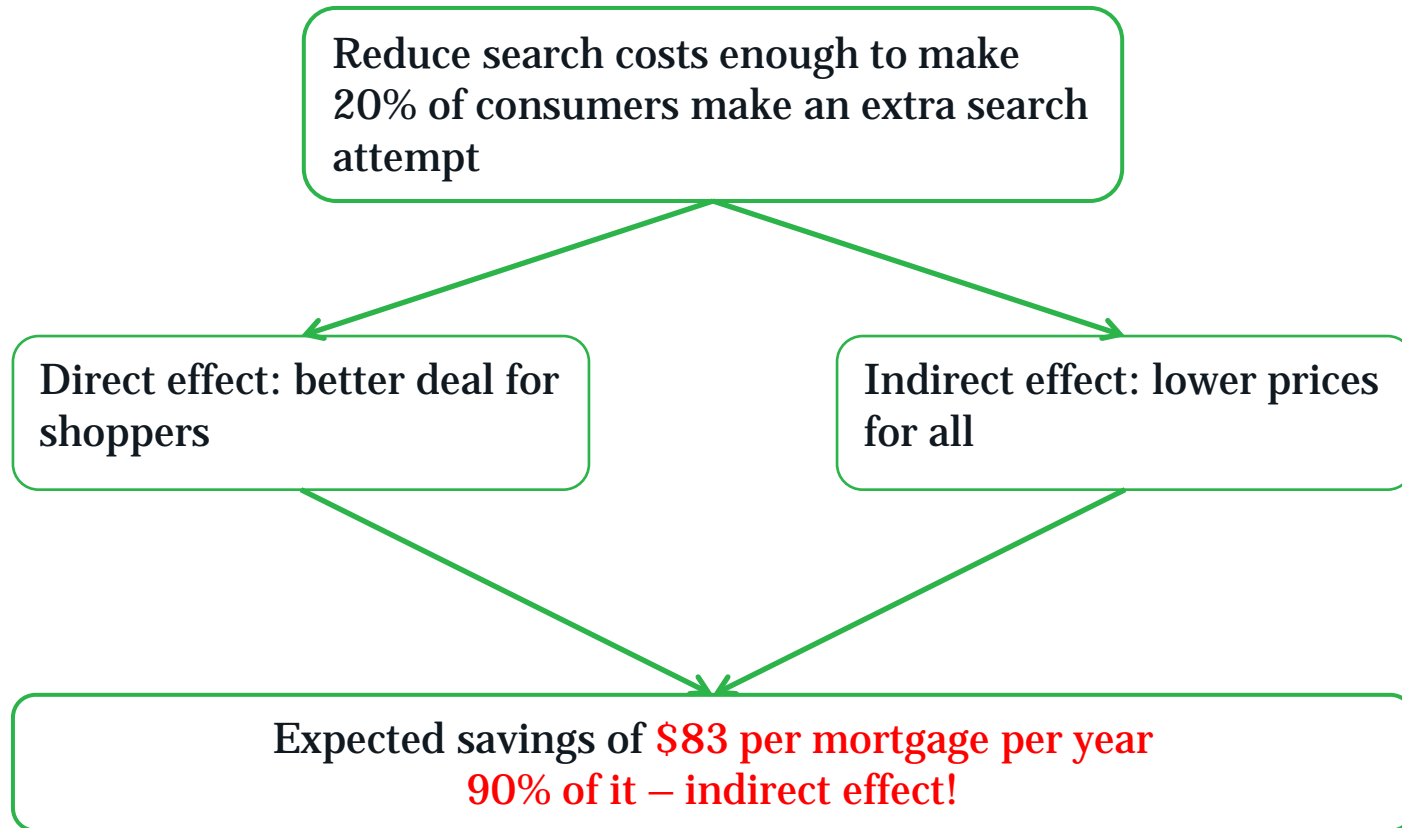 Reduce search costs enough to make
20% of consumers make an extra search
attempt
Direct effect: better deal for
shoppers
Indirect effect: lower prices
for all
Expected savings of $83 per mortgage per year
90% of it – indirect effect!